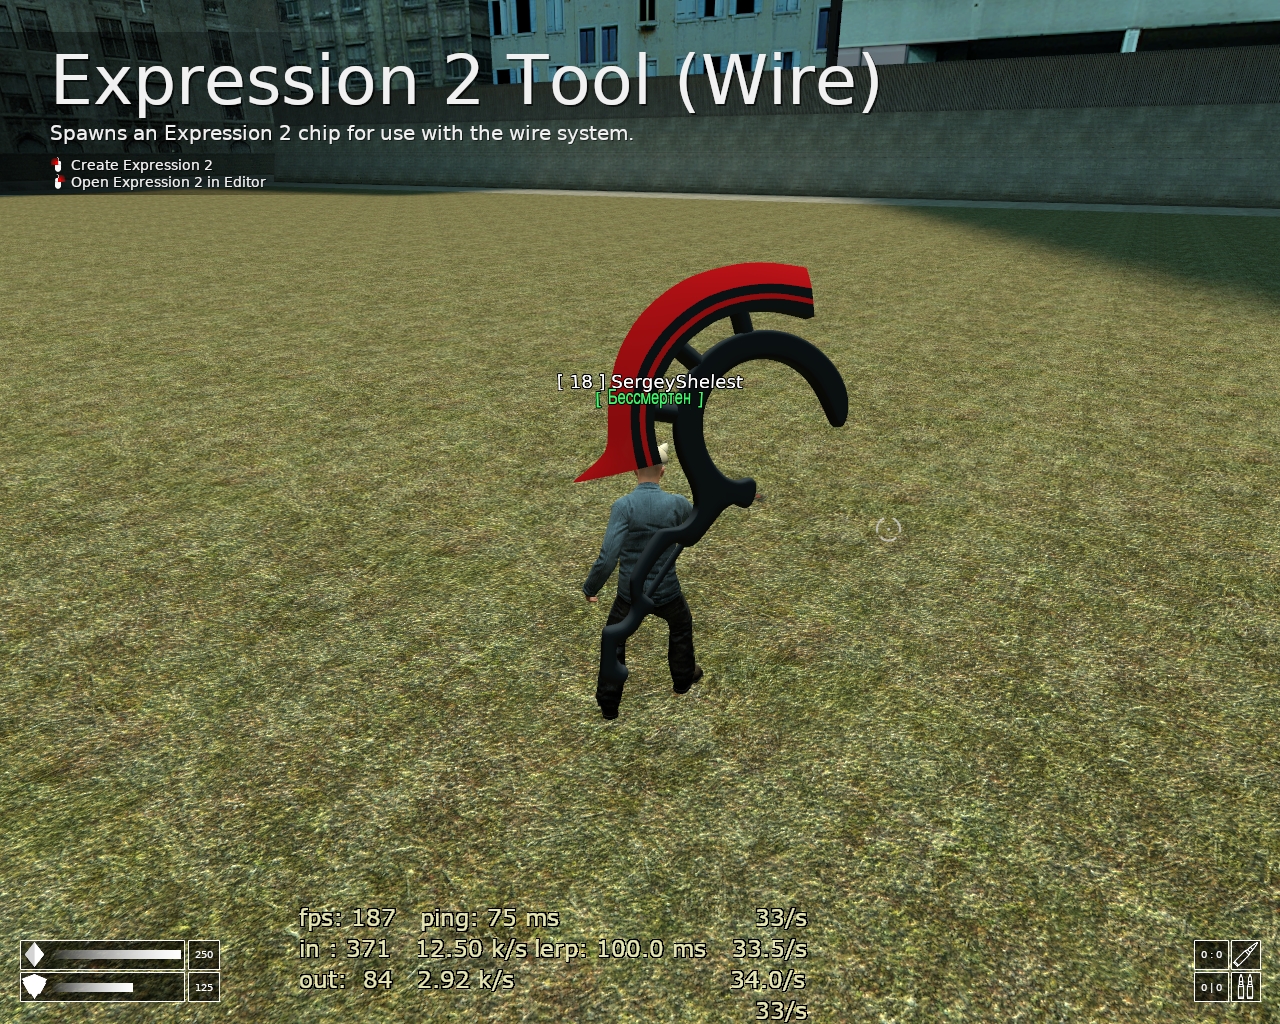 Expression 2 Tool (Wire)
Spawns an Expression 2 chip for use with the wire system.
Create Expression 2
Open Expression 2 in Editor
[ 18 ] SergeyShelest
[ Бессмертен ]
fps: 187 ping: 75 ms 33/s
in : 371 12.50 k/s lerp: 100.0 ms 33.5/s
out: 84 2.92 k/s 34.0/s
33/s
250
125
0 : 0
0 | 0